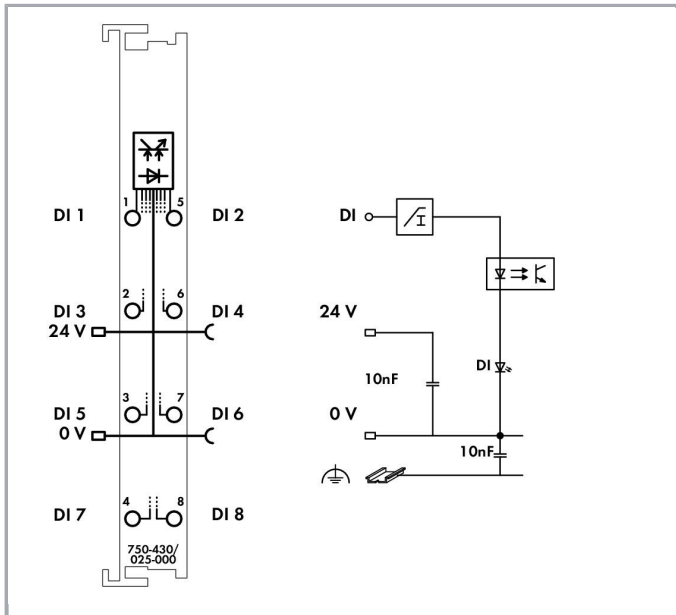 1
5
DI 1
DI 2
2
6
DI 3
DI 4
24 V
3
7
DI 5
DI 6
0 V
4
8
DI 7
DI 8
750-430/
025-000
DI
I
24 V
DI
10nF
0 V
10nF